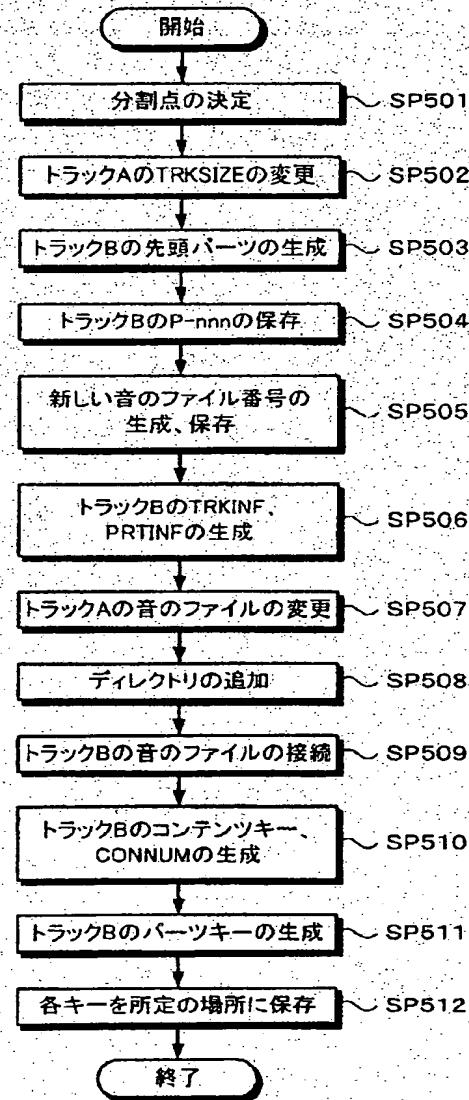 開始
分割点の決定
SP501
トラックAのTRKSIZEの変更
SP502
トラックBの先頭パーツの生成
SP503
トラックBのP-nnnの保存
SP504
新しい音のファイル番号の
生成、保存
SP505
トラックBのTRKINF、
PRTINFの生成
SP506
トラックAの音のファイルの変更
SP507
ディレクトリの追加
SP508
トラックBの音のファイルの接続
SP509
トラックBのコンテンツキー、
CONNUMの生成
SP510
トラックBのパーツキーの生成
SP511
各キーを所定の場所に保存
SP512
終了